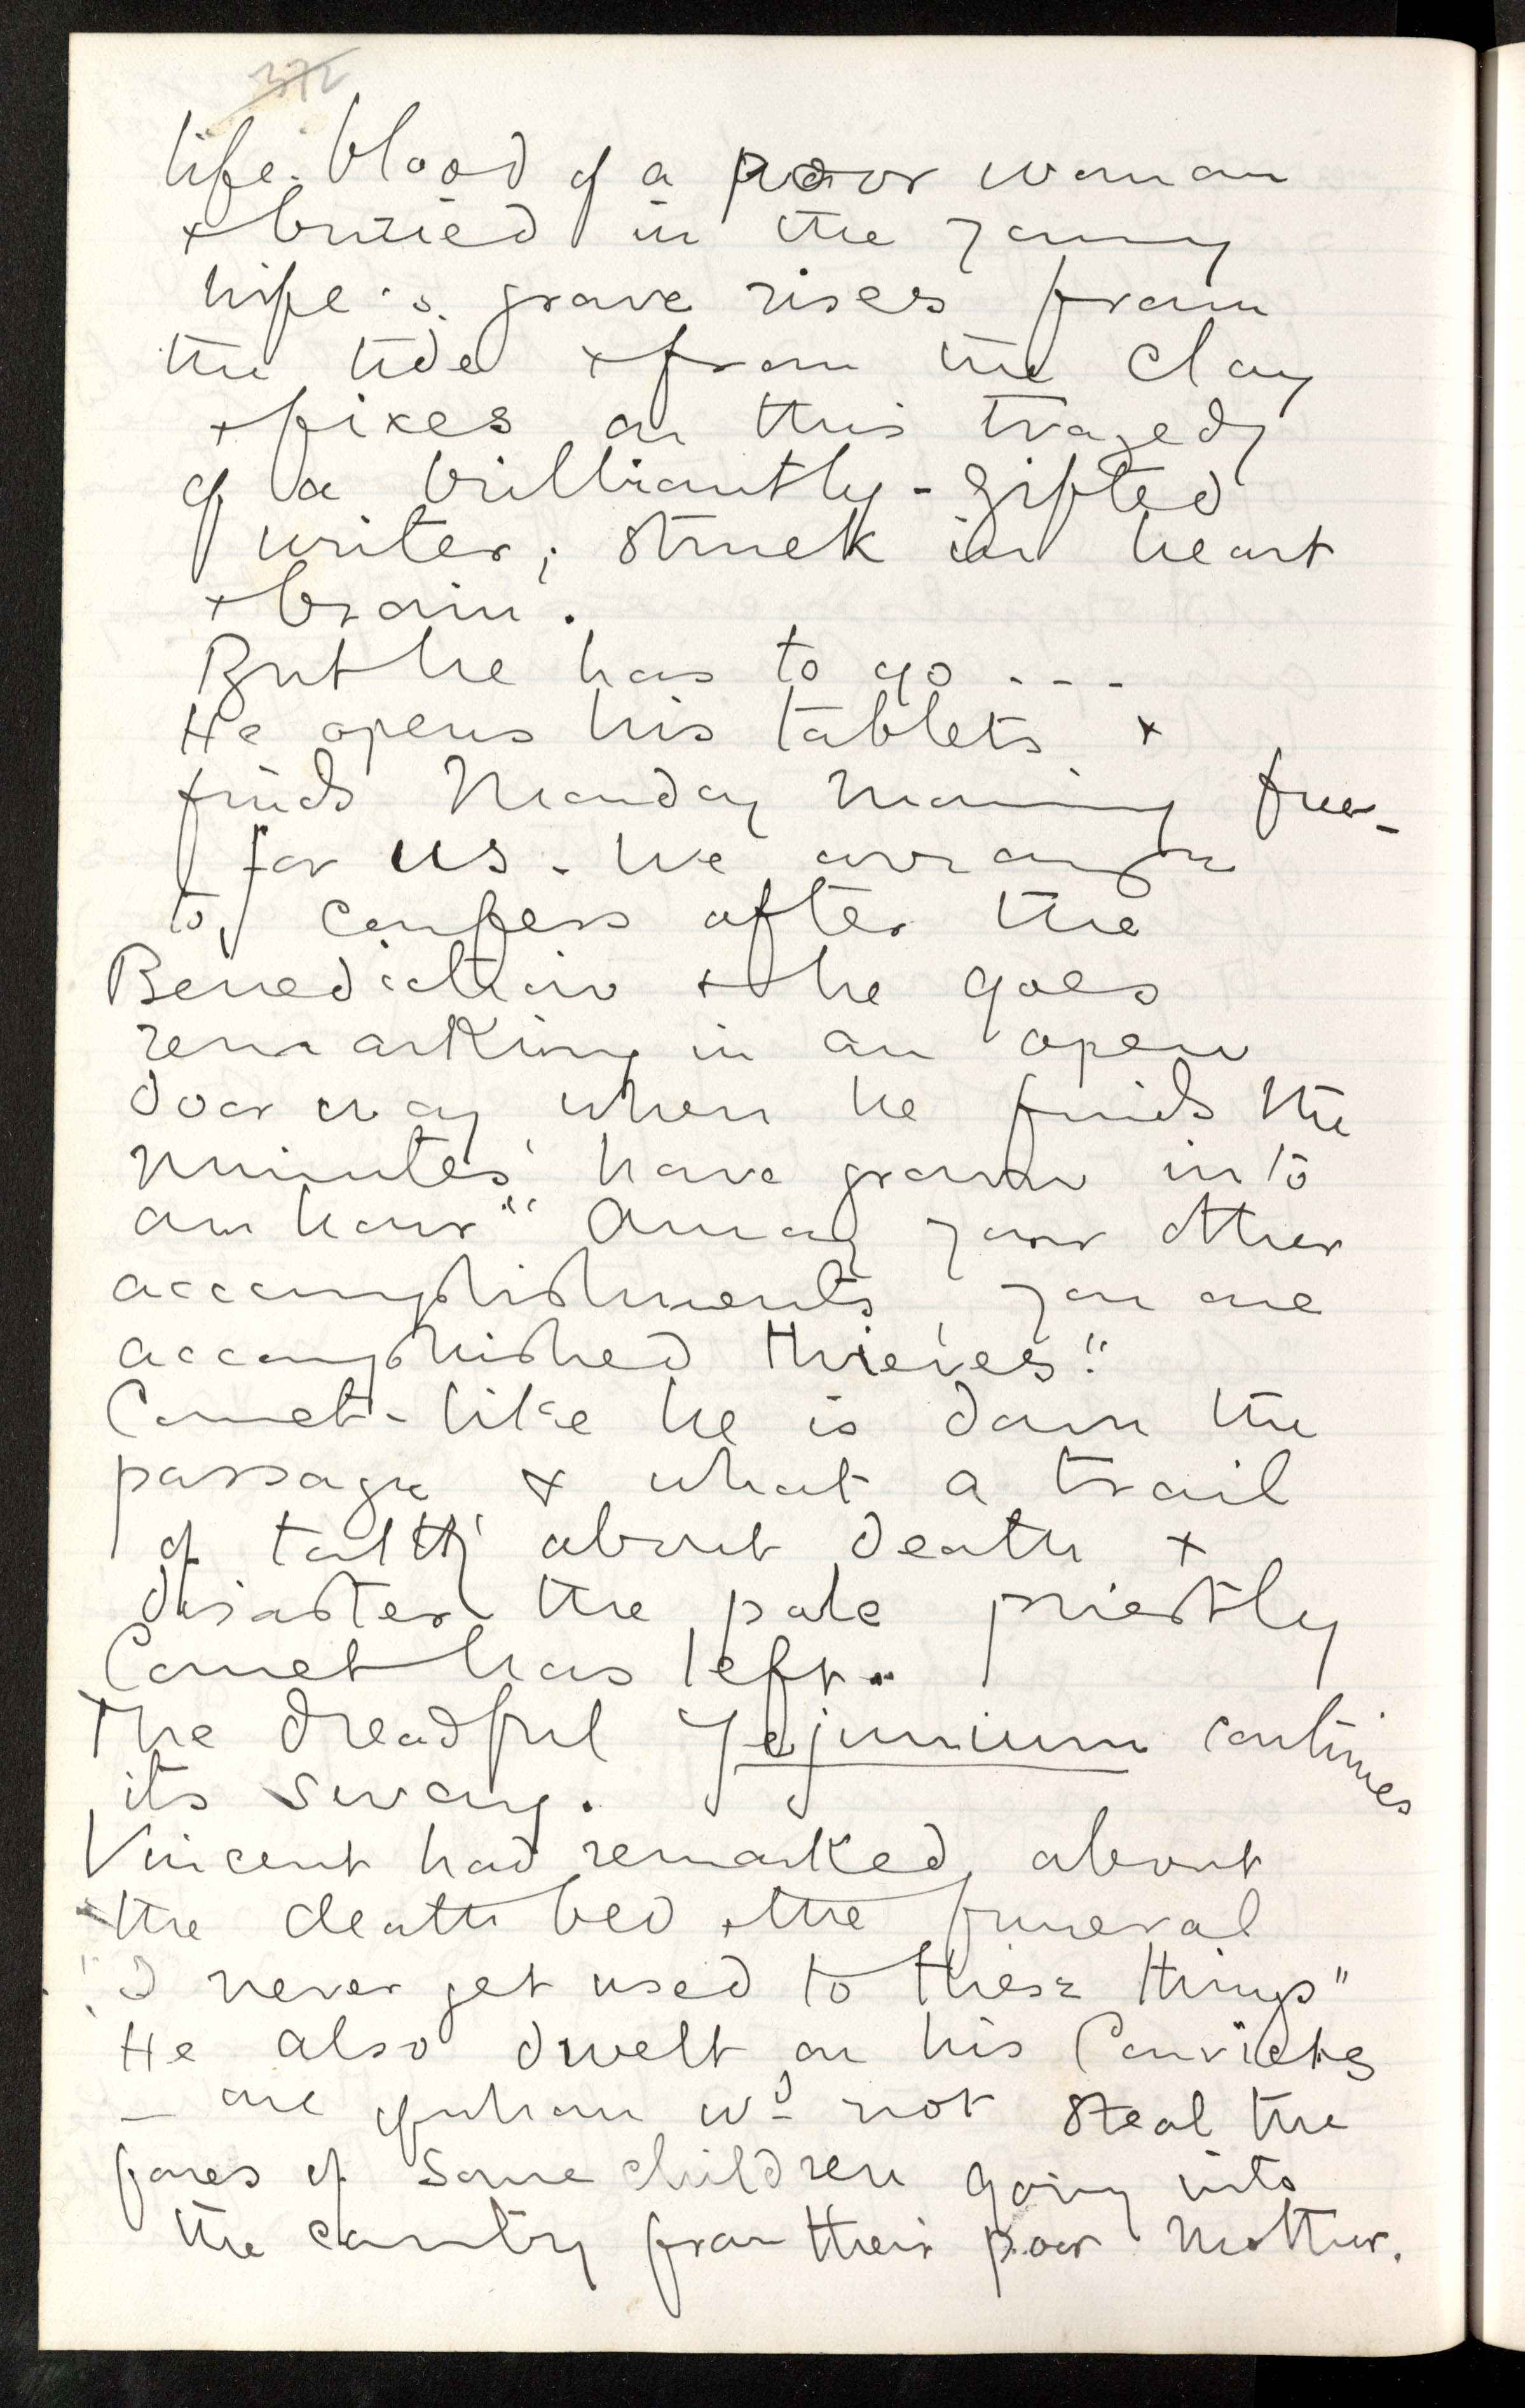 372
life-blood of a poor woman
+ buried in the young
wife's grave rises from
the tide + from the clay
+ fixes on this tragedy
of a brilliantly-gifted
writer, struck in heart
+ brain.
But he has to go ...
He opens his tablets +
finds Monday morning free
for us. We arrange
to confess after the
Benediction + he goes
remarking in an open
door way when he finds the
minutes have grown into
an hour "Among your other
accomplishments, you are
accomplished thieves!"
Comet-like he is down the
passage & what a trail
of talk about death +
disaster the pale priestly
Comet has left.
The dreadful Jejunium continues
its sway.
Vincent had remarked, about
the death bed + the funeral
"I never get used to these things"
He also dwelt on his Convicts
— one of whom wd not steal the
fares of some children going into
the country from their poor Mother.